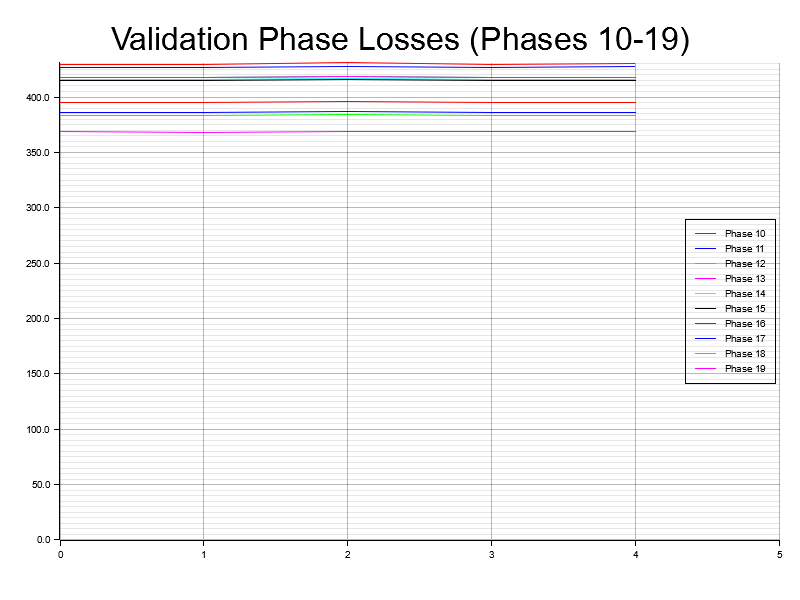 Validation Phase Losses (Phases 10-19)
400.0
350.0
300.0
250.0
200.0
150.0
100.0
50.0
0.0
0 1 2 3 4 5
Phase 10
Phase 11
Phase 12
Phase 13
Phase 14
Phase 15
Phase 16
Phase 17
Phase 18
Phase 19